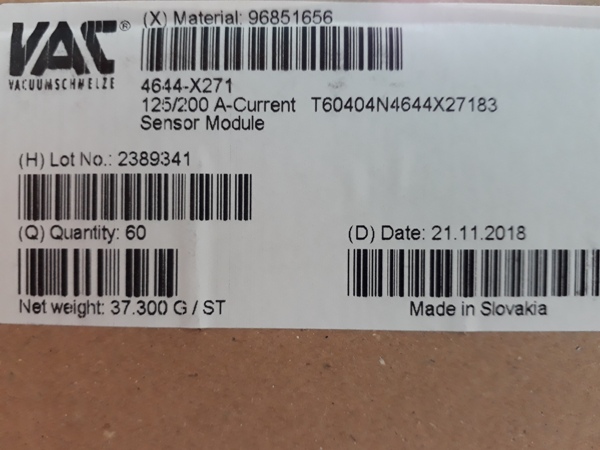 VAC®
VACUUMSCHMELZE
(X) Material: 96851656
4644-X271
125/200 A-Current T60404N4644X27183
Sensor Module
(H) Lot No.: 2389341
(Q) Quantity: 60
(D) Date: 21.11.2018
Net weight: 37.300 G / ST
Made in Slovakia